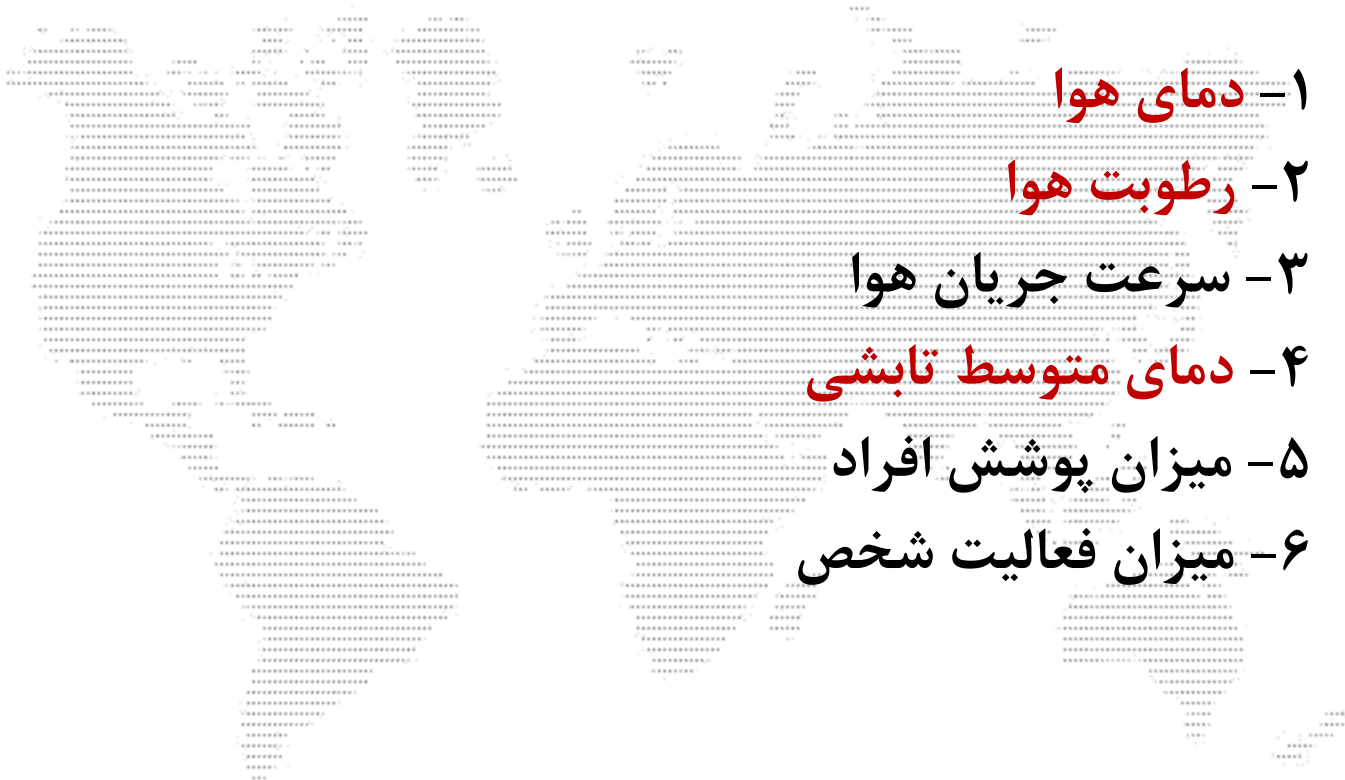 ۱- دمای هوا
۲- رطوبت هوا
۳- سرعت جریان هوا
۴- دمای متوسط تابشی
۵- میزان پوشش افراد
۶- میزان فعالیت شخص